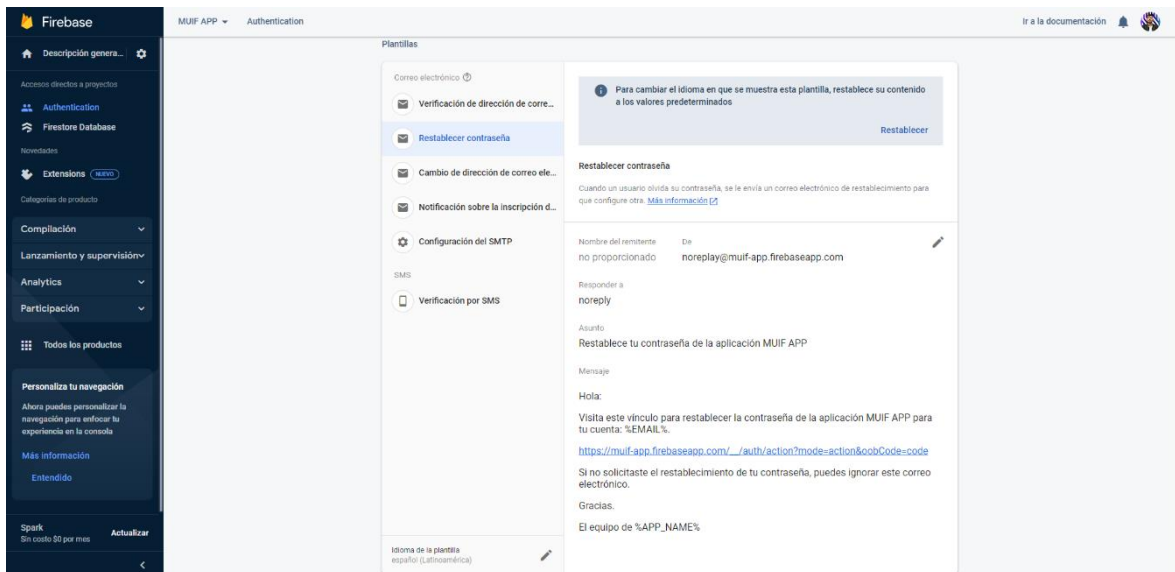 Firebase
MUIF APP
Authentication
Ir a la documentación
Descripción genera...
Accesos directos a proyectos
Authentication
Firestore Database
Novedades
Extensions
NUEVO
Categorías de producto
Compilación
Lanzamiento y supervisión
Analytics
Participación
Todos los productos
Personaliza tu navegación
Ahora puedes personalizar la
navegación para enfocar tu
experiencia en la consola
Más información
Entendido
Spark
Sin costo $0 por mes
Actualizar
Plantillas
Correo electrónico
Verificación de dirección de corre...
Restablecer contraseña
Cambio de dirección de correo ele...
Notificación sobre la inscripción d...
Configuración del SMTP
SMS
Verificación por SMS
Idioma de la plantilla
español (Latinoamérica)
Para cambiar el idioma en que se muestra esta plantilla, restablece su contenido
a los valores predeterminados
Restablecer
Restablecer contraseña
Cuando un usuario olvida su contraseña, se le envía un correo electrónico de restablecimiento para
que configure otra. Más información
Nombre del remitente
De
no proporcionado
noreplay@muif-app.firebaseapp.com
Responder a
noreply
Asunto
Restablece tu contraseña de la aplicación MUIF APP
Mensaje
Hola:
Visita este vínculo para restablecer la contraseña de la aplicación MUIF APP para
tu cuenta: %EMAIL%.
https://muif-app.firebaseapp.com/__/auth/action?mode=action&oobCode=code
Si no solicitaste el restablecimiento de tu contraseña, puedes ignorar este correo
electrónico.
Gracias.
El equipo de %APP_NAME%